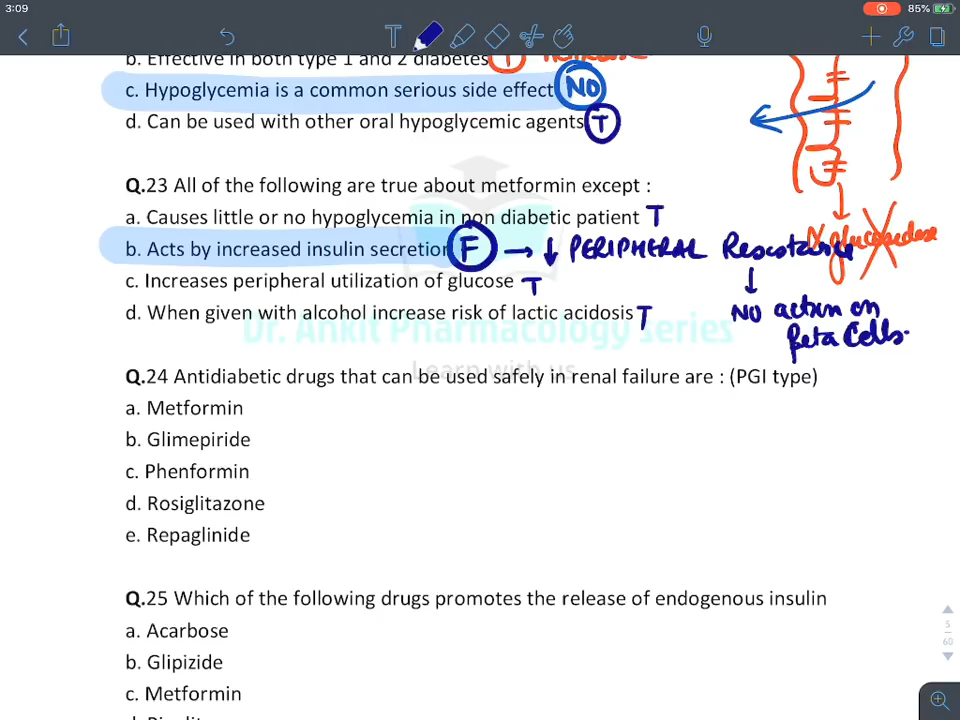 3:09
85%
T
b. Effective in both type 1 and 2 diabetes T
c. Hypoglycemia is a common serious side effect NO
d. Can be used with other oral hypoglycemic agents T
Q.23 All of the following are true about metformin except :
a. Causes little or no hypoglycemia in non diabetic patient T
b. Acts by increased insulin secretion F → ↓ PERIPHERAL
c. Increases peripheral utilization of glucose T
NO action on
d. When given with alcohol increase risk of lactic acidosis T
Beta Cells.
Dr. Ankit Pharmacology series
Learn with us
Q.24 Antidiabetic drugs that can be used safely in renal failure are : (PGI type)
a. Metformin
b. Glimepiride
c. Phenformin
d. Rosiglitazone
e. Repaglinide
Q.25 Which of the following drugs promotes the release of endogenous insulin
a. Acarbose
b. Glipizide
c. Metformin
5
60